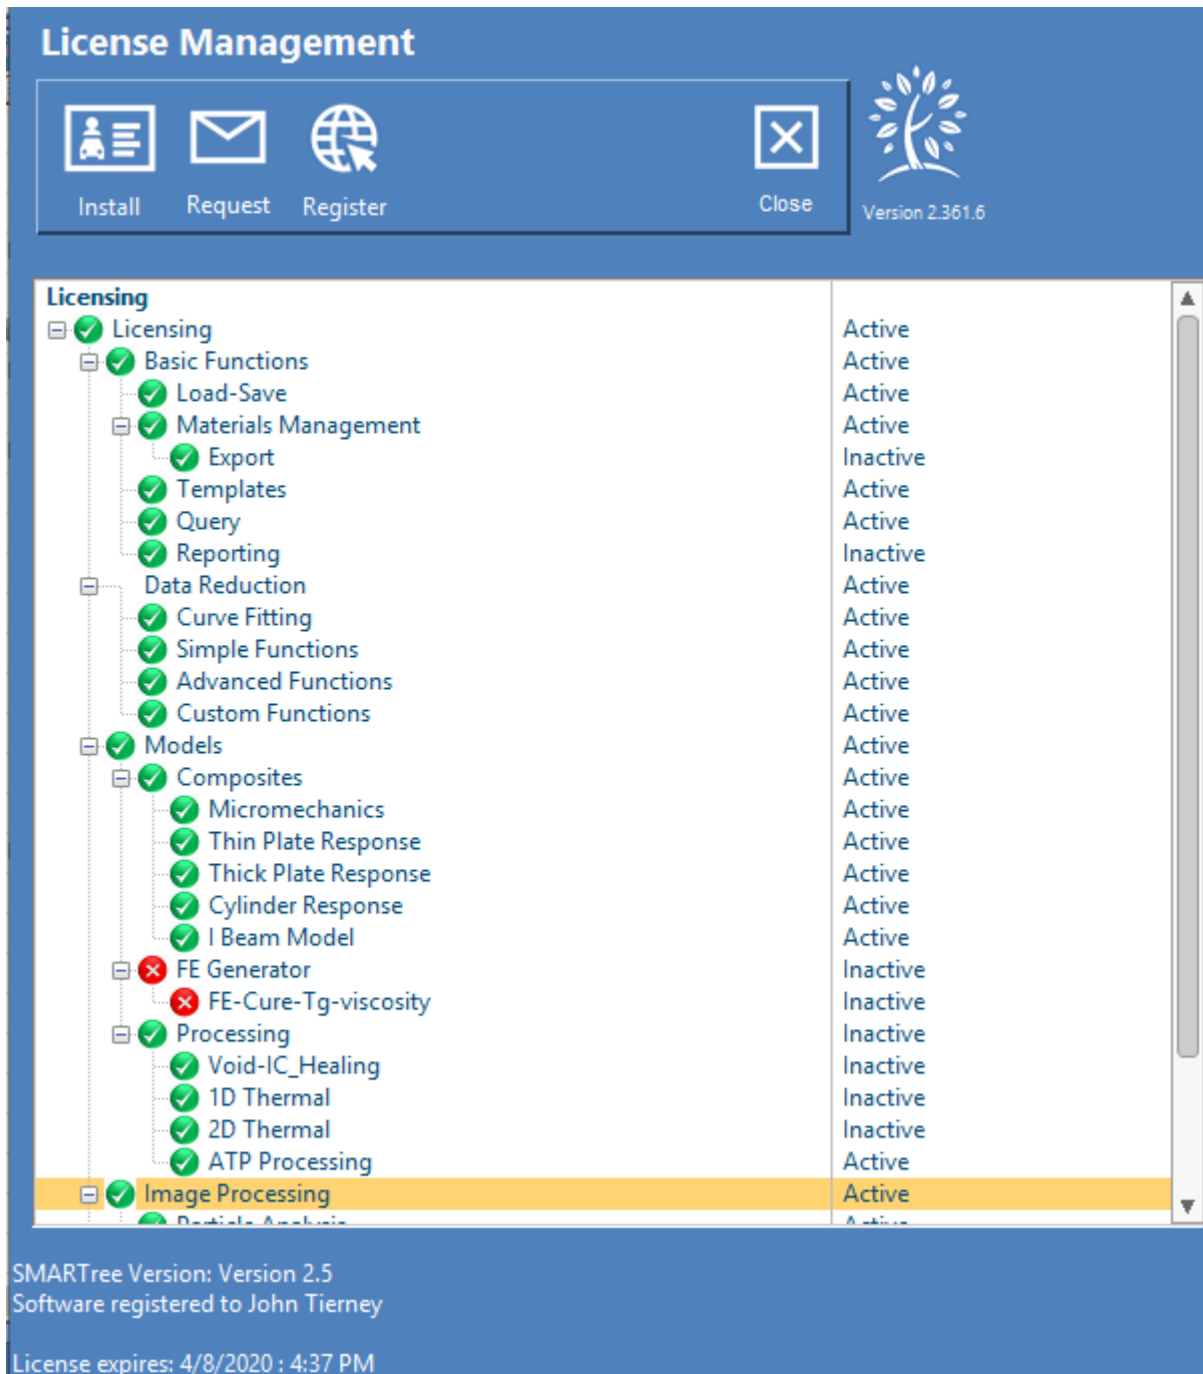 License Management
Install Request Register Close Version 2.361.6
Licensing
Licensing Active
Basic Functions Active
Load-Save Active
Materials Management Active
Export Inactive
Templates Active
Query Active
Reporting Inactive
Data Reduction Active
Curve Fitting Active
Simple Functions Active
Advanced Functions Active
Custom Functions Active
Models Active
Composites Active
Micromechanics Active
Thin Plate Response Active
Thick Plate Response Active
Cylinder Response Active
I Beam Model Active
FE Generator Inactive
FE-Cure-Tg-viscosity Inactive
Processing Inactive
Void-IC_Healing Inactive
1D Thermal Inactive
2D Thermal Inactive
ATP Processing Active
Image Processing Active
Particle Analysis Active
SMARTree Version: Version 2.5
Software registered to John Tierney
License expires: 4/8/2020 : 4:37 PM